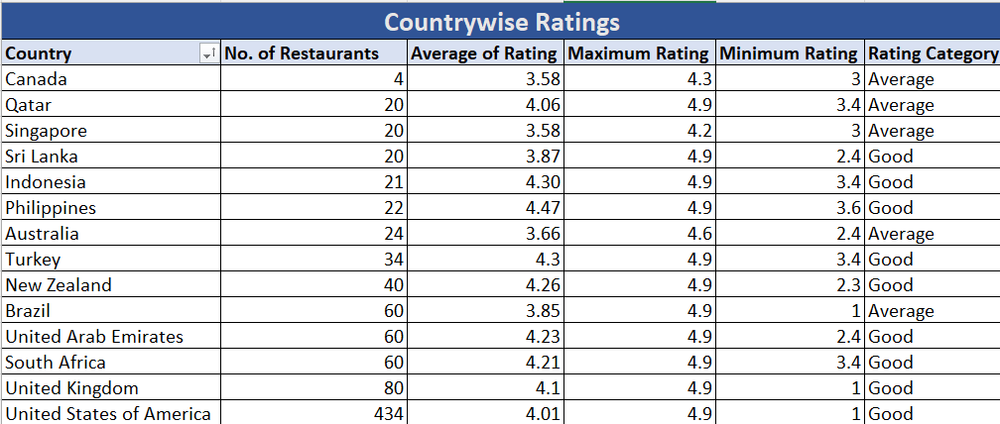 Countrywise Ratings
Country No. of Restaurants Average of Rating Maximum Rating Minimum Rating Rating Category
Canada 4 3.58 4.3 3 Average
Qatar 20 4.06 4.9 3.4 Average
Singapore 20 3.58 4.2 3 Average
Sri Lanka 20 3.87 4.9 2.4 Good
Indonesia 21 4.30 4.9 3.4 Good
Philippines 22 4.47 4.9 3.6 Good
Australia 24 3.66 4.6 2.4 Average
Turkey 34 4.3 4.9 3.4 Good
New Zealand 40 4.26 4.9 2.3 Good
Brazil 60 3.85 4.9 1 Average
United Arab Emirates 60 4.23 4.9 2.4 Good
South Africa 60 4.21 4.9 3.4 Good
United Kingdom 80 4.1 4.9 1 Good
United States of America 434 4.01 4.9 1 Good